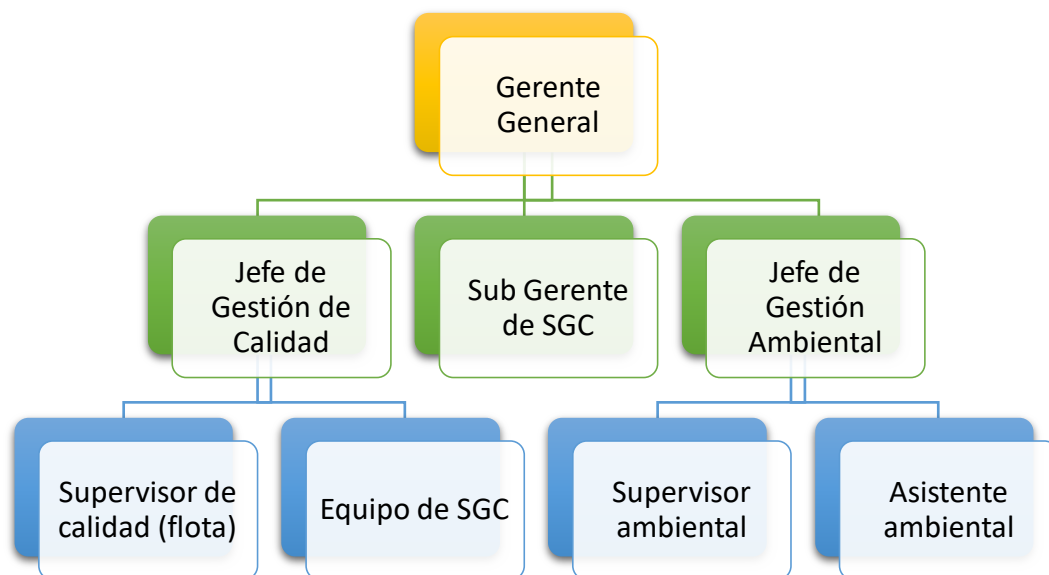 Gerente
General
Jefe de
Gestión de
Calidad
Sub Gerente
de SGC
Jefe de
Gestión
Ambiental
Supervisor de
calidad (flota)
Equipo de SGC
Supervisor
ambiental
Asistente
ambiental